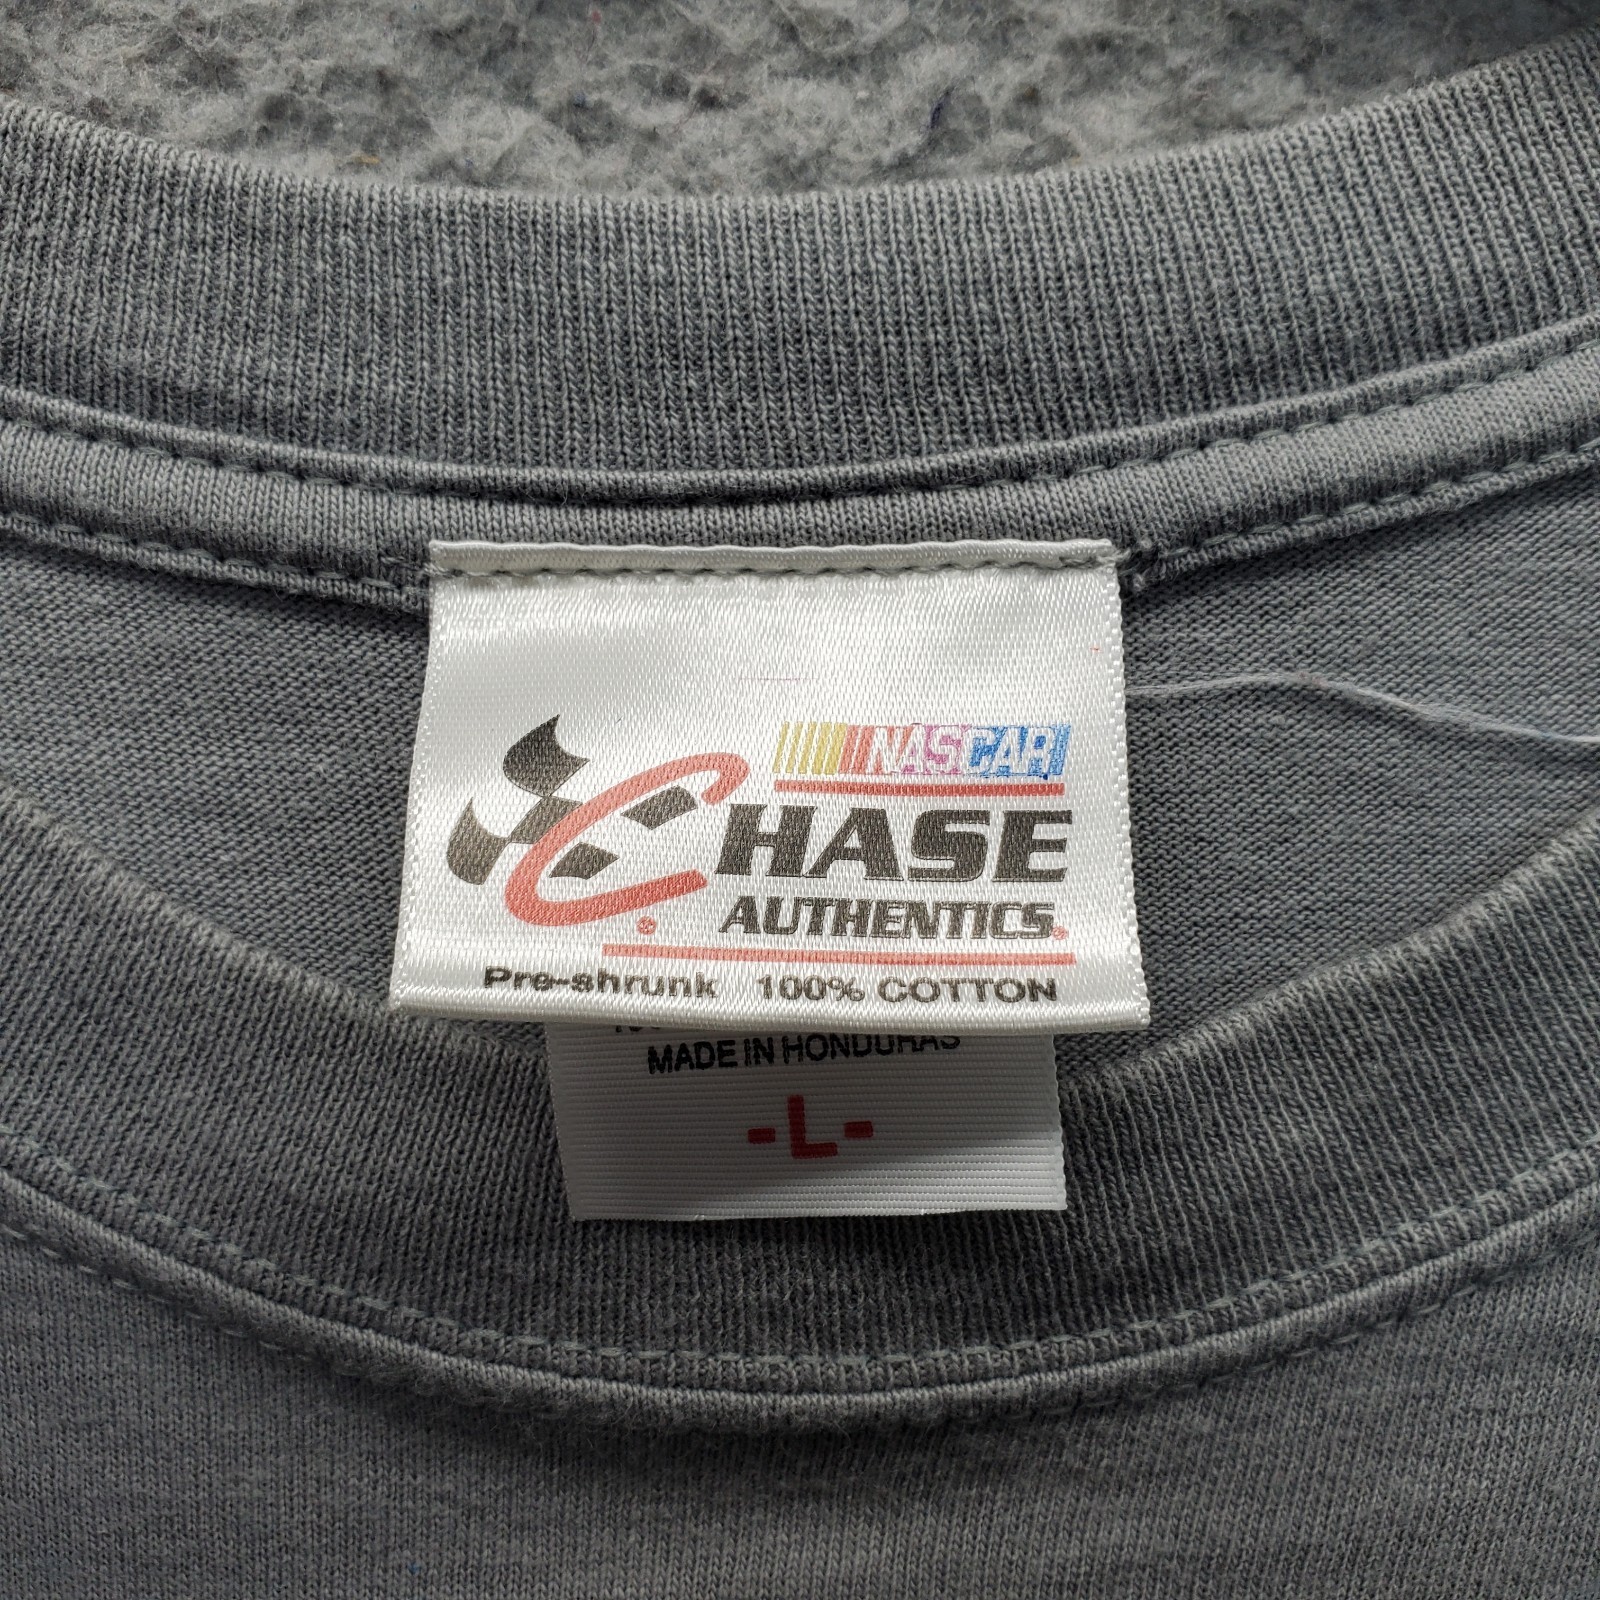 NASCAR
CHASE
AUTHENTICS®
Pre-shrunk 100% COTTON
MADE IN HONDURAS
-L-